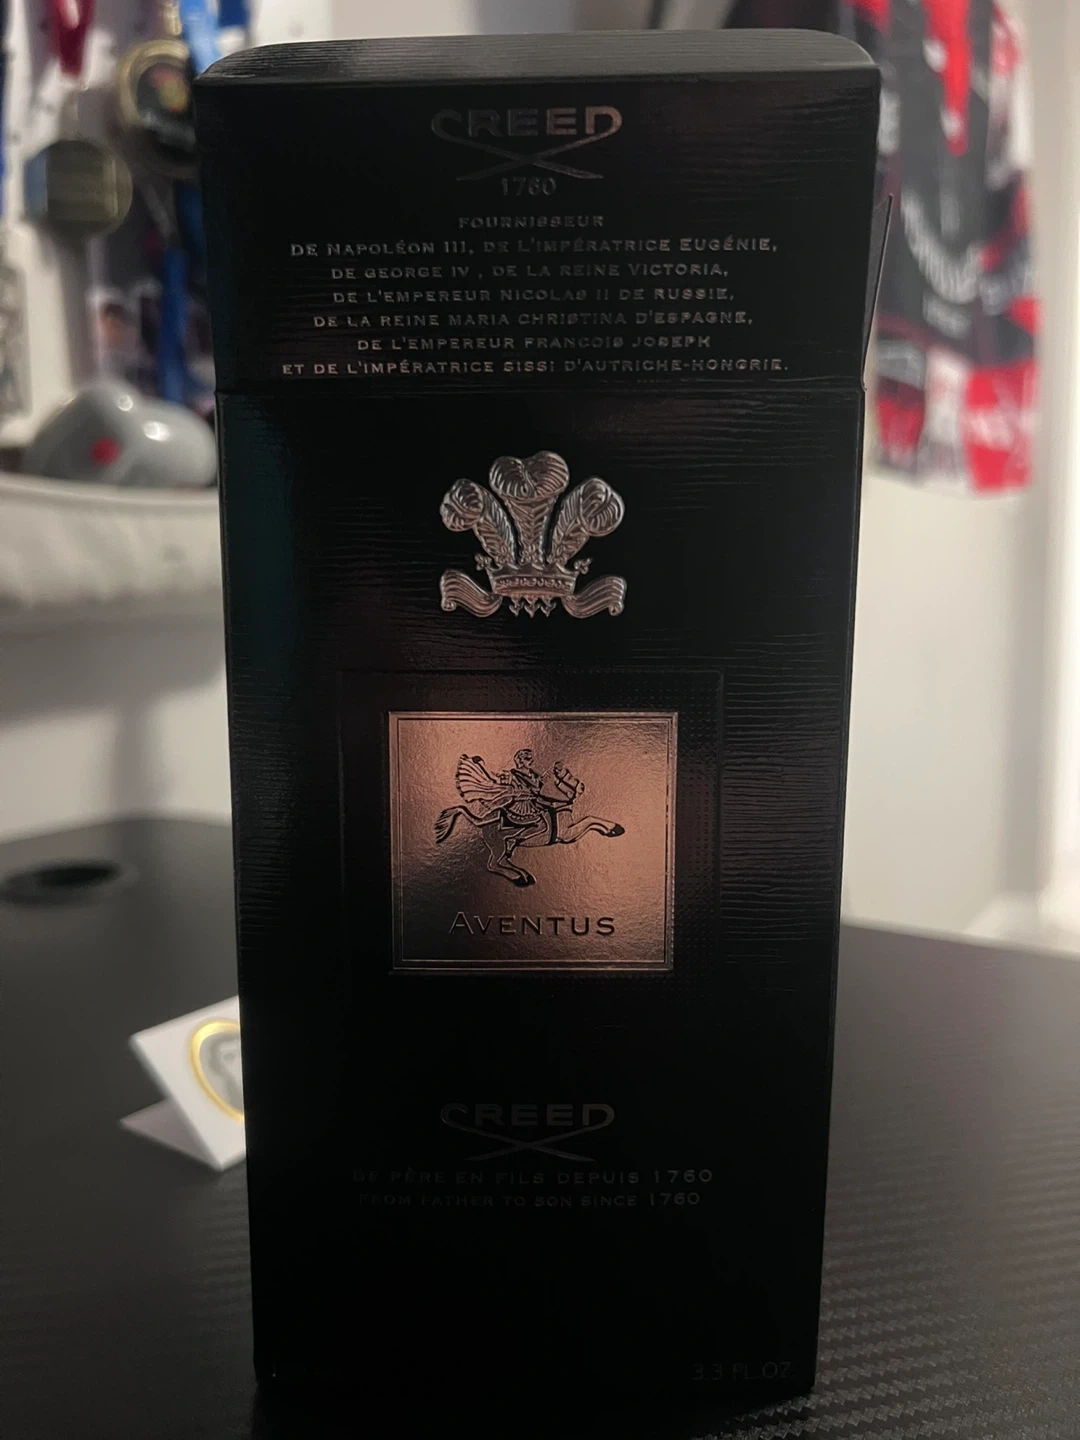 CREED
1760
FOURNISSEUR
DE NAPOLÉON III, DE L'IMPÉRATRICE EUGÉNIE,
DE GEORGE IV, DE LA REINE VICTORIA,
DE L'EMPEREUR NICOLAS II DE RUSSIE,
DE LA REINE MARIA CHRISTINA D'ESPAGNE,
DE L'EMPEREUR FRANCOIS JOSEPH
ET DE L'IMPÉRATRICE SISSI D'AUTRICHE-HONGRIE.
AVENTUS
CREED
DE PÈRE EN FILS DEPUIS 1760
FROM FATHER TO SON SINCE 1760
3.3 FL.OZ.